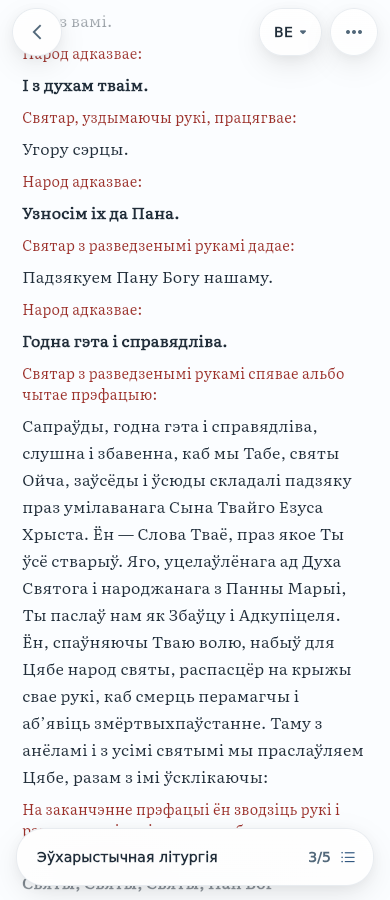 з вамі.
BE
Народ адказвае:
І з духам тваім.
Святар, уздымаючы рукі, працягвае:
Угору сэрцы.
Народ адказвае:
Узносім іх да Пана.
Святар з разведзенымі рукамі дадае:
Падзякуем Пану Богу нашаму.
Народ адказвае:
Годна гэта і справядліва.
Святар з разведзенымі рукамі спявае альбо
чытае прэфацыю:
Сапраўды, годна гэта і справядліва,
слушна і збавенна, каб мы Табе, святы
Ойча, заўсёды і ўсюды складалі падзяку
праз умілаванага Сына Твайго Езуса
Хрыста. Ён — Слова Тваё, праз якое Ты
ўсё стварыў. Яго, уцелаўлёнага ад Духа
Святога і народжанага з Панны Марыі,
Ты паслаў нам як Збаўцу і Адкупіцеля.
Ён, спаўняючы Тваю волю, набыў для
Цябе народ святы, распасцёр на крыжы
свае рукі, каб смерць перамагчы і
аб’явіць змёртвыхпаўстанне. Таму з
анёламі і з усімі святымі мы праслаўляем
Цябе, разам з імі ўсклікаючы:
На заканчэнне прэфацыі ён зводзіць рукі і
Эўхарыстычная літургія
3/5
Святы, Святы, Святы, Пан Бог